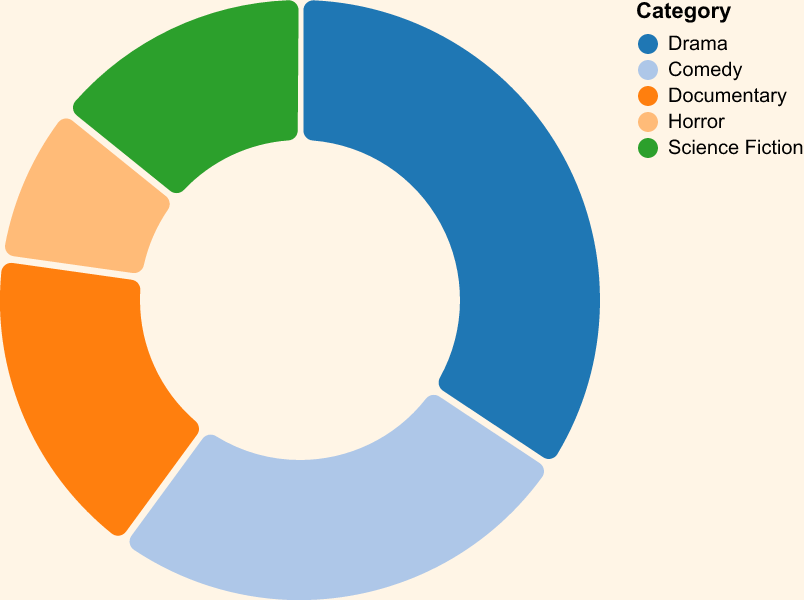 Category
Drama
Comedy
Documentary
Horror
Science Fiction